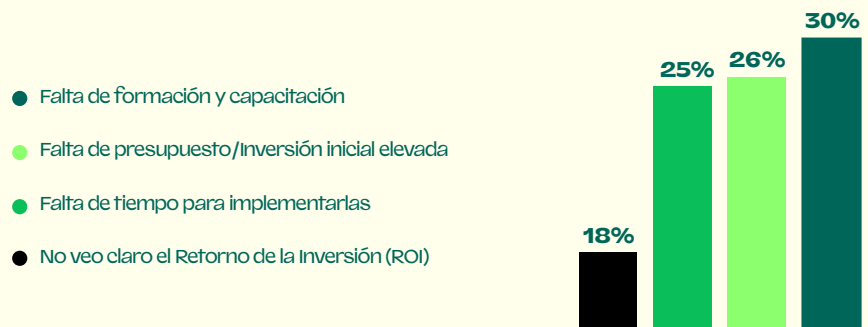 Falta de formación y capacitación
Falta de presupuesto/Inversión inicial elevada
Falta de tiempo para implementarlas
No veo claro el Retorno de la Inversión (ROI)
18%
25%
26%
30%